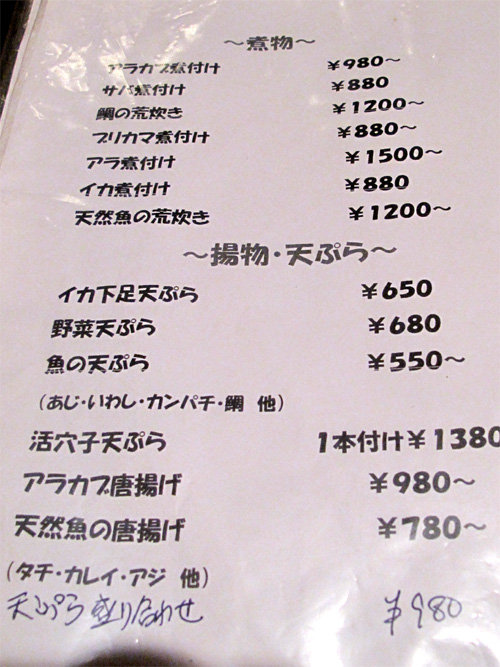 ～煮物～
アラカブ煮付け ￥980～
サバ煮付け ￥880
鯛の荒炊き ￥1200～
ブリカマ煮付け ￥880～
アラ煮付け ￥1500～
イカ煮付け ￥880
天然魚の荒炊き ￥1200～
～揚物・天ぷら～
イカ下足天ぷら ￥650
野菜天ぷら ￥680
魚の天ぷら ￥550～
(あじ・いわし・カンパチ・鯛 他)
活穴子天ぷら 1本付け￥1380
アラカブ唐揚げ ￥980～
天然魚の唐揚げ ￥780～
(タチ・カレイ・アジ 他)
天ぷら盛り合わせ ￥980